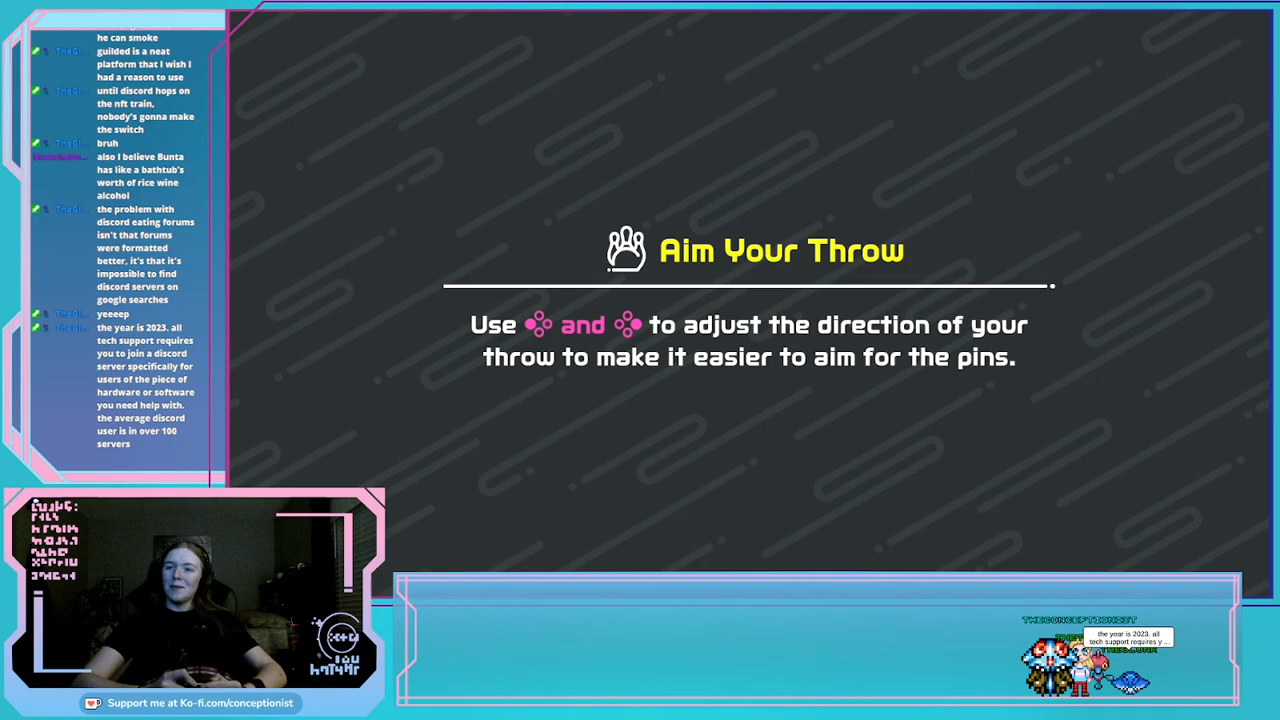 he can smoke
TheGl...
guilded is a neat
platform that I wish I
had a reason to use
TheGl...
until discord hops on
the nft train,
nobody's gonna make
the switch
TheGl...
bruh
also I believe Bunta
has like a bathtub's
worth of rice wine
alcohol
TheGl...
the problem with
discord eating forums
isn't that forums
were formatted
better, it's that it's
impossible to find
discord servers on
google searches
TheGl...
yeeeep
TheGl...
the year is 2023. all
tech support requires
you to join a discord
server specifically for
users of the piece of
hardware or software
you need help with.
the average discord
user is in over 100
servers
Aim Your Throw
Use and to adjust the direction of your
throw to make it easier to aim for the pins.
THECONCEPTIONIST
the year is 2023. all
tech support requires y ...
Support me at Ko-fi.com/conceptionist